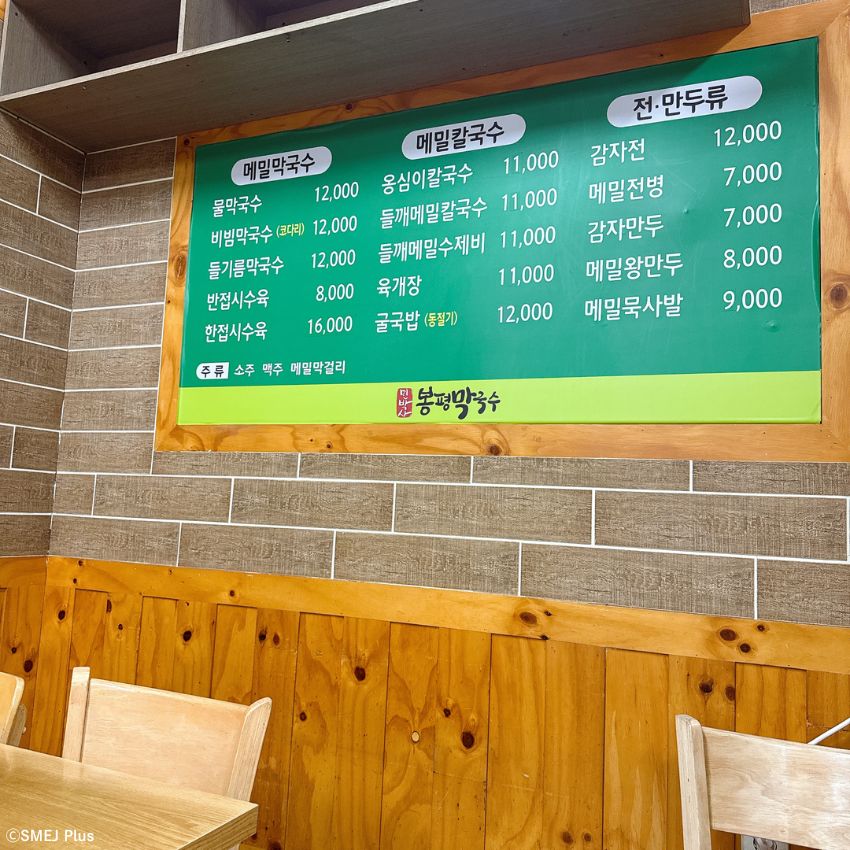 메밀막국수
물막국수 12,000
비빔막국수 (코다리) 12,000
들기름막국수 12,000
반접시수육 8,000
한접시수육 16,000
메밀칼국수
옹심이칼국수 11,000
들깨메밀칼국수 11,000
들깨메밀수제비 11,000
육개장 11,000
굴국밥 (동절기) 12,000
전·만두류
감자전 12,000
메밀전병 7,000
감자만두 7,000
메밀왕만두 8,000
메밀묵사발 9,000
주류 소주 맥주 메밀막걸리
봉평막국수
©SMEJ Plus